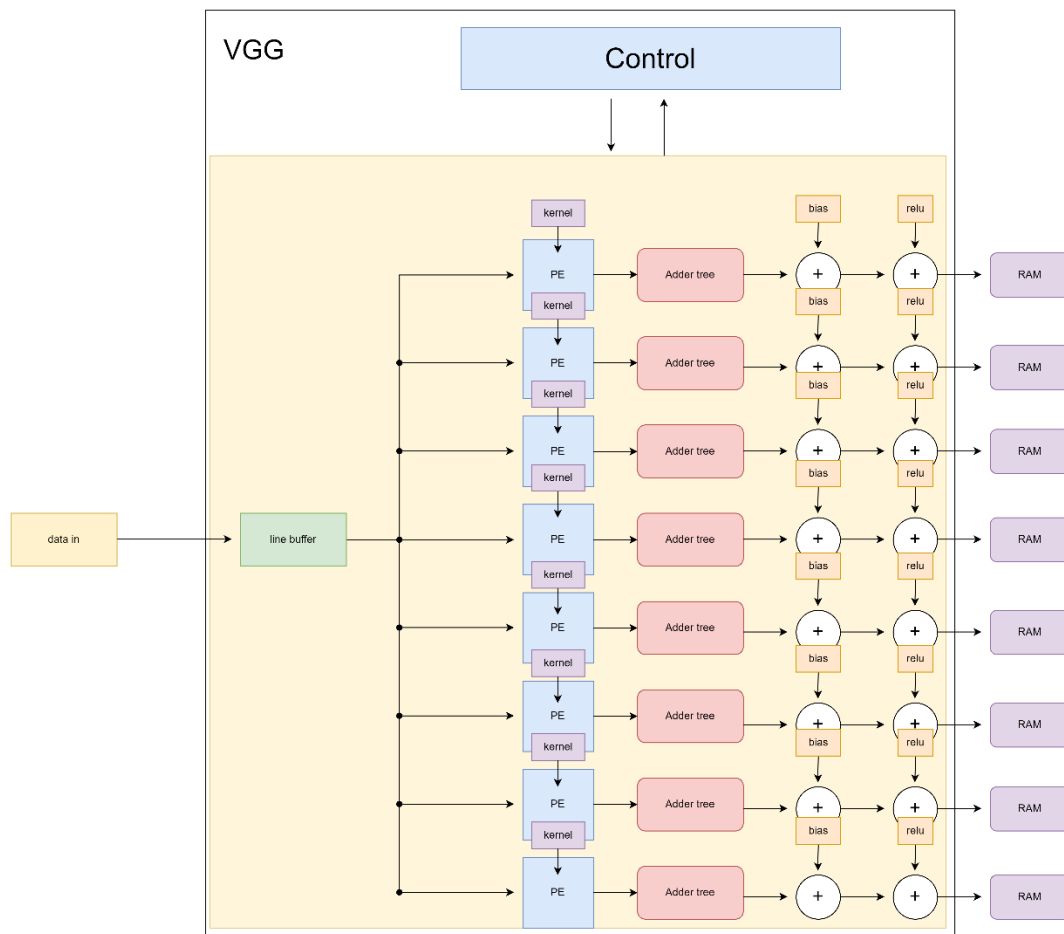 VGG
Control
kernel
bias
relu
PE
Adder tree
+
+
RAM
kernel
bias
relu
PE
Adder tree
+
+
RAM
kernel
bias
relu
PE
Adder tree
+
+
RAM
kernel
bias
relu
data in
line buffer
PE
Adder tree
+
+
RAM
kernel
bias
relu
PE
Adder tree
+
+
RAM
kernel
bias
relu
PE
Adder tree
+
+
RAM
kernel
bias
relu
PE
Adder tree
+
+
RAM
kernel
bias
relu
PE
Adder tree
+
+
RAM